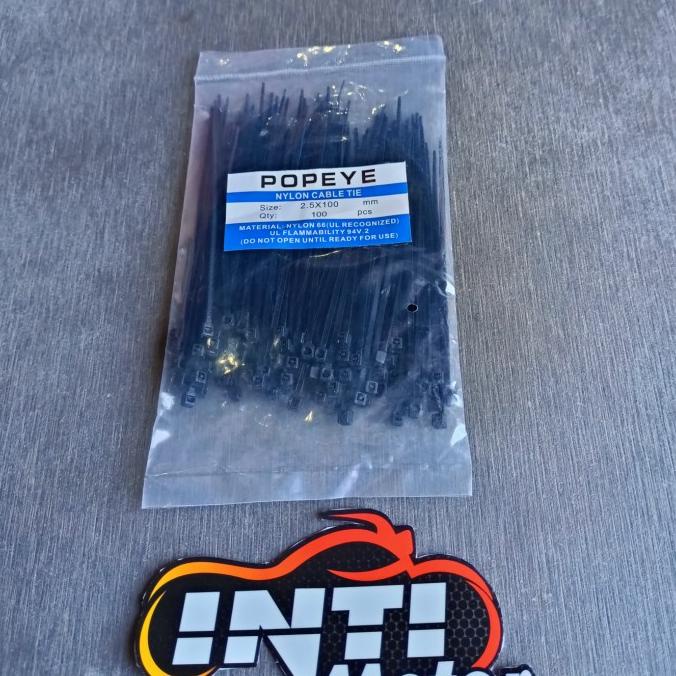 POPEYE
NYLON CABLE TIE
Size: 2.5X100 mm
Qty: 100 pcs
MATERIAL: NYLON 66(UL RECOGNIZED)
UL FLAMMABILITY 94V.2
(DO NOT OPEN UNTIL READY FOR USE)
INTI
Motor